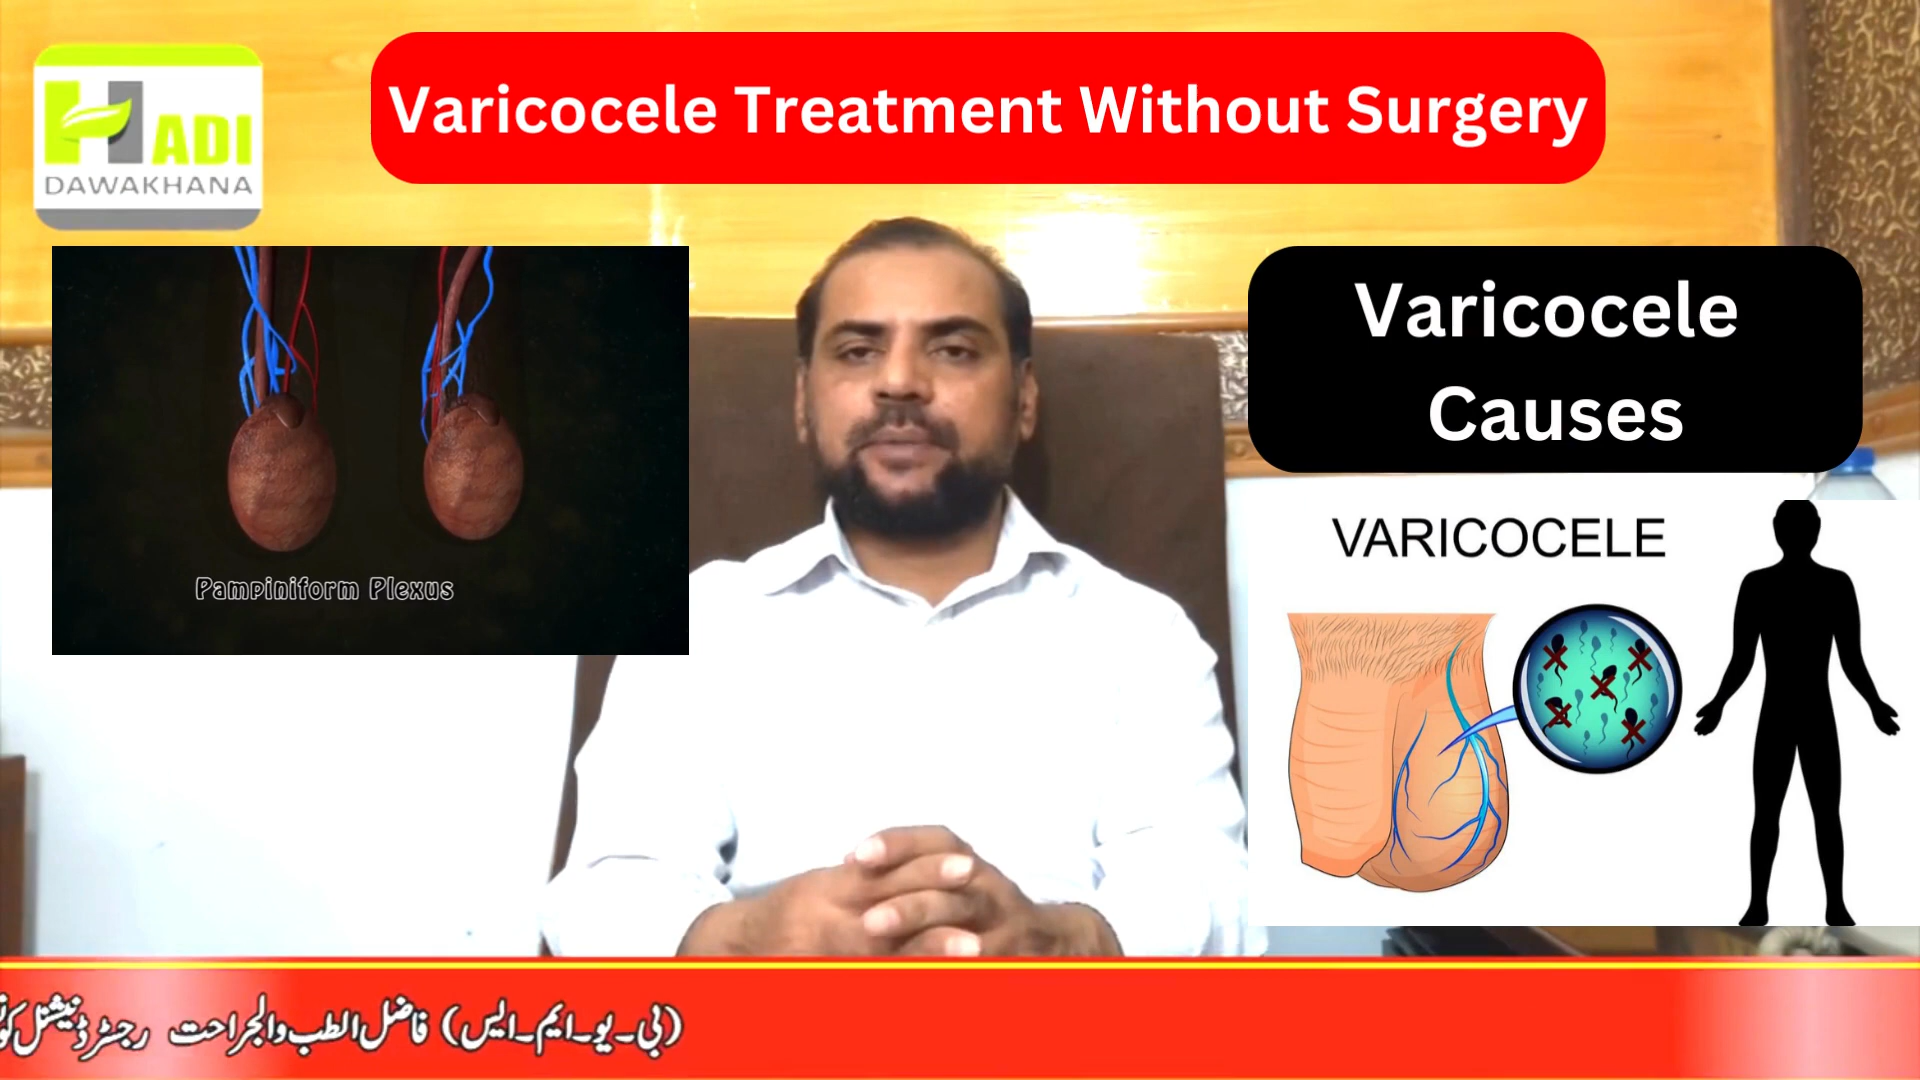 HADI
DAWAKHANA
Varicocele Treatment Without Surgery
Pampiniform Plexus
Varicocele
Causes
VARICOCELE
(بی۔یو۔ایم۔ایس) فاضل الطب والجراحت رجسٹرڈ نیشنل